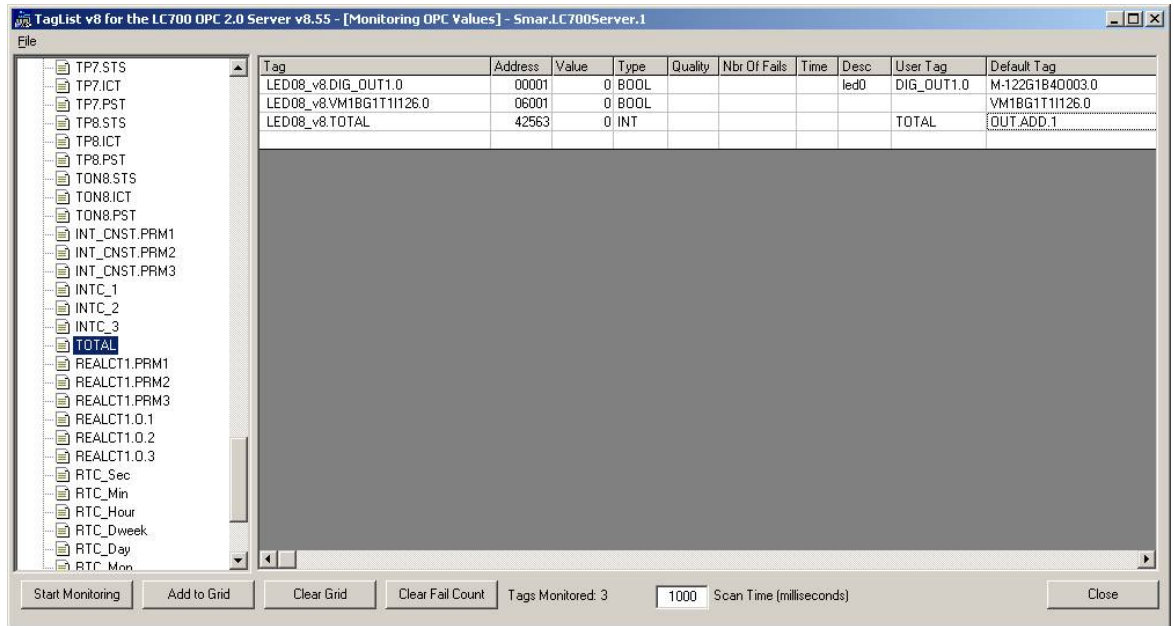 TagList v8 for the LC700 OPC 2.0 Server v8.55 - [Monitoring OPC Values] - Smar.LC700Server.1
File
TP7.STS
TP7.ICT
TP7.PST
TP8.STS
TP8.ICT
TP8.PST
TON8.STS
TON8.ICT
TON8.PST
INT_CNST.PRM1
INT_CNST.PRM2
INT_CNST.PRM3
INTC_1
INTC_2
INTC_3
TOTAL
REALCT1.PRM1
REALCT1.PRM2
REALCT1.PRM3
REALCT1.O.1
REALCT1.O.2
REALCT1.O.3
RTC_Sec
RTC_Min
RTC_Hour
RTC_Dweek
RTC_Day
RTC_Mon
Tag Address Value Type Quality Nbr Of Fails Time Desc User Tag Default Tag
LED08_v8.DIG_OUT1.0 00001 0 BOOL led0 DIG_OUT1.0 M-122G1B4O003.0
LED08_v8.VM1BG1T1I126.0 06001 0 BOOL VM1BG1T1I126.0
LED08_v8.TOTAL 42563 0 INT TOTAL OUT.ADD.1
Start Monitoring Add to Grid Clear Grid Clear Fail Count Tags Monitored: 3 1000 Scan Time (milliseconds) Close